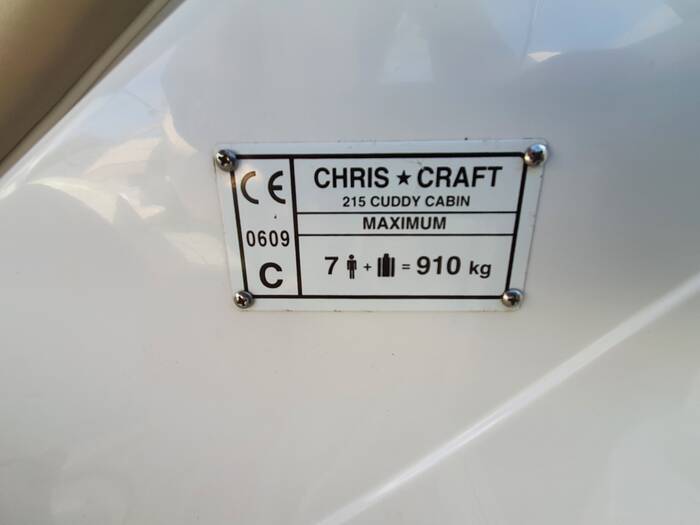 CE
0609
C
CHRIS ★ CRAFT
215 CUDDY CABIN
MAXIMUM
7 + = 910 kg